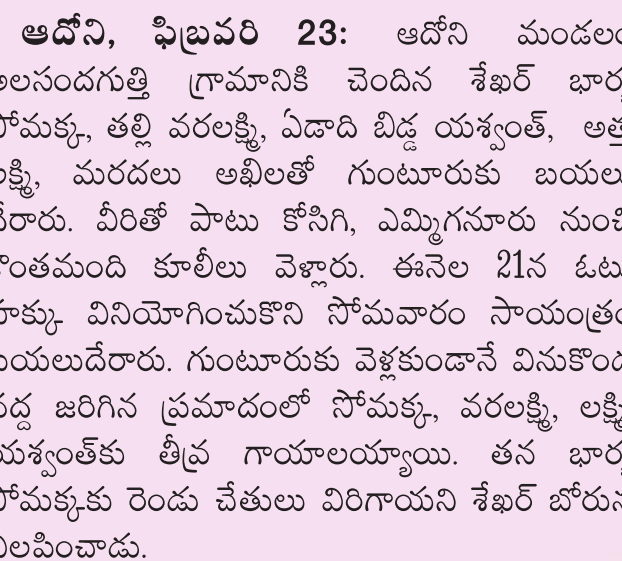 ఆదోని, ఫిబ్రవరి 23: ఆదోని మండలం
అలసందగుత్తి గ్రామానికి చెందిన శేఖర్ భార్య
సోమక్క, తల్లి వరలక్ష్మి, ఏడాది బిడ్డ యశ్వంత్, అత్త
లక్ష్మి, మరదలు అఖిలతో గుంటూరుకు బయలు
దేరారు. వీరితో పాటు కోసిగి, ఎమ్మిగనూరు నుంచి
కొంతమంది కూలీలు వెళ్లారు. ఈనెల 21న ఓటు
హక్కు వినియోగించుకొని సోమవారం సాయంత్రం
బయలుదేరారు. గుంటూరుకు వెళ్లకుండానే వినుకొండ
వద్ద జరిగిన ప్రమాదంలో సోమక్క, వరలక్ష్మి, లక్ష్మి
యశ్వంత్‌కు తీవ్ర గాయాలయ్యాయి. తన భార్య
సోమక్కకు రెండు చేతులు విరిగాయని శేఖర్ బోరున
విలపించాడు.